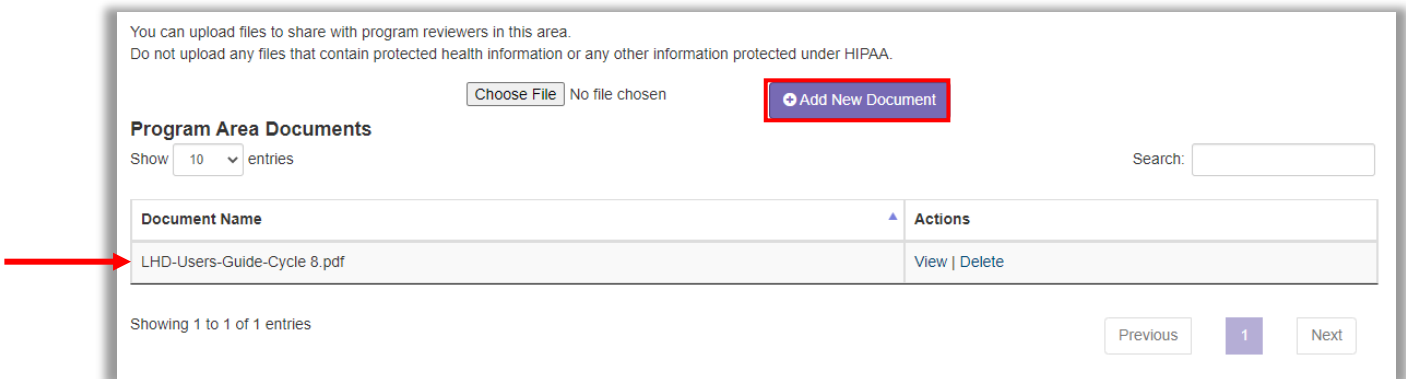 You can upload files to share with program reviewers in this area.
Do not upload any files that contain protected health information or any other information protected under HIPAA.
Choose File No file chosen Add New Document
Program Area Documents
Show 10 entries Search:
Document Name Actions
LHD-Users-Guide-Cycle 8.pdf View | Delete
Showing 1 to 1 of 1 entries Previous 1 Next